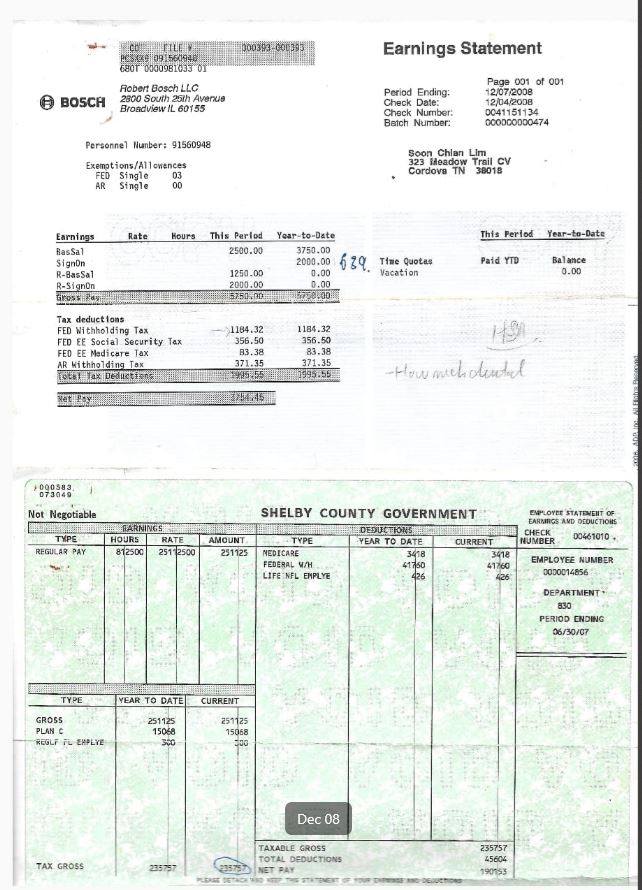 CO FILE # 000393-000393
PCSXX9 091560948
680T 0000981033 01
BOSCH
Robert Bosch LLC
2800 South 25th Avenue
Broadview IL 60155
Earnings Statement
Page 001 of 001
Period Ending: 12/07/2008
Check Date: 12/04/2008
Check Number: 0041151134
Batch Number: 000000000474
Personnel Number: 91560948
Exemptions/Allowances
FED Single 03
AR Single 00
Soon Chian Lim
323 Meadow Trail CV
Cordova TN 38018
Earnings Rate Hours This Period Year-to-Date
BasSal 2500.00 3750.00
SignOn 2000.00
R-BasSal 1250.00 0.00
R-SignOn 2000.00 0.00
Gross Pay 5750.00 5750.00
This Period Year-to-Date
Time Quotas Paid YTD Balance
Vacation 0.00
Tax deductions
FED Withholding Tax 1184.32 1184.32
FED EE Social Security Tax 356.50 356.50
FED EE Medicare Tax 83.38 83.38
AR Withholding Tax 371.35 371.35
Total Tax Deductions 1995.55 1995.55
Net Pay 3754.45
HSA
-How much dental
ADP, Inc. All Rights Reserved.
000583
073049
Not Negotiable
SHELBY COUNTY GOVERNMENT
EMPLOYEE STATEMENT OF
EARNINGS AND DEDUCTIONS
CHECK NUMBER 00461010
EMPLOYEE NUMBER
0000014856
DEPARTMENT
830
PERIOD ENDING
06/30/07
EARNINGS
TYPE HOURS RATE AMOUNT
REGULAR PAY 812500 25112500 251125
DEDUCTIONS
TYPE YEAR TO DATE CURRENT
MEDICARE 3418 3418
FEDERAL W/H 41760 41760
LIFE NFL EMPLYE 426 426
TYPE YEAR TO DATE CURRENT
GROSS 251125 251125
PLAN C 15068 15068
REGLF FL EMPLYE 300 300
TAX GROSS 235757 235757
Dec 08
TAXABLE GROSS 235757
TOTAL DEDUCTIONS 45604
NET PAY 190153
PLEASE DETACH AND KEEP THIS STATEMENT OF YOUR EARNINGS AND DEDUCTIONS